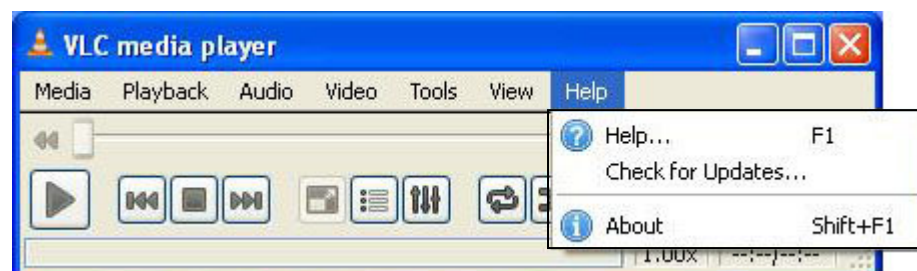 VLC media player
Media Playback Audio Video Tools View Help
Help... F1
Check for Updates...
About Shift+F1
1.00x --:--/--:--